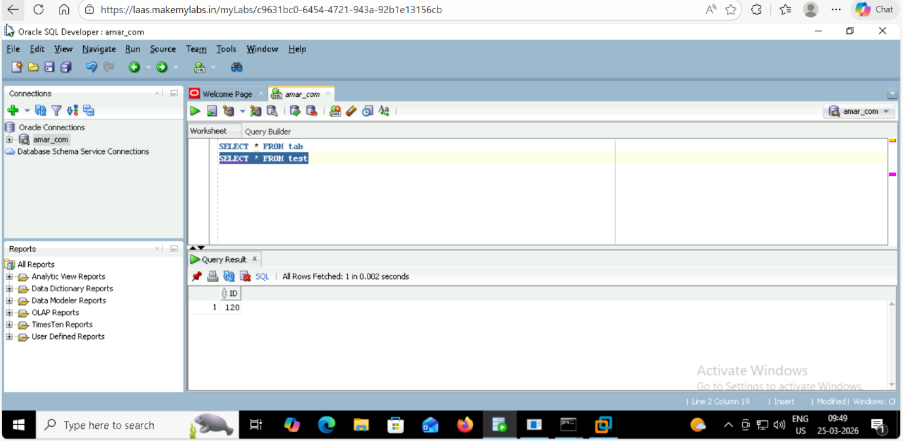 https://laas.makemylabs.in/myLabs/c9631bc0-6454-4721-943a-92b1e13156cb
Chat
Oracle SQL Developer : amar_com
File Edit View Navigate Run Source Team Tools Window Help
Connections
Oracle Connections
amar_com
Database Schema Service Connections
Welcome Page
amar_com
amar_com
Worksheet Query Builder
SELECT * FROM tab
SELECT * FROM test
Reports
All Reports
Analytic View Reports
Data Dictionary Reports
Data Modeler Reports
OLAP Reports
TimesTen Reports
User Defined Reports
Query Result
SQL | All Rows Fetched: 1 in 0.002 seconds
ID
1 120
Activate Windows
Go to Settings to activate Windows.
Line 2 Column 19 | Insert | Modified | Windows: CI
Type here to search
ENG
US
09:49
25-03-2026